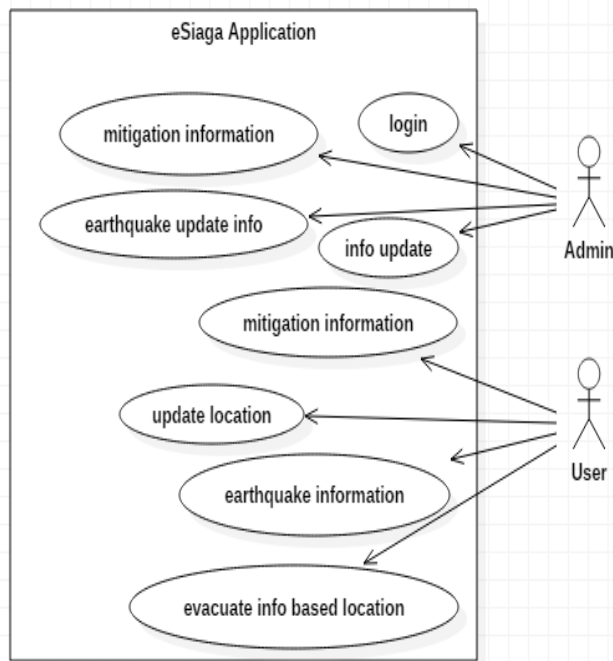 eSiaga Application
login
mitigation information
earthquake update info
info update
Admin
mitigation information
update location
User
earthquake information
evacuate info based location